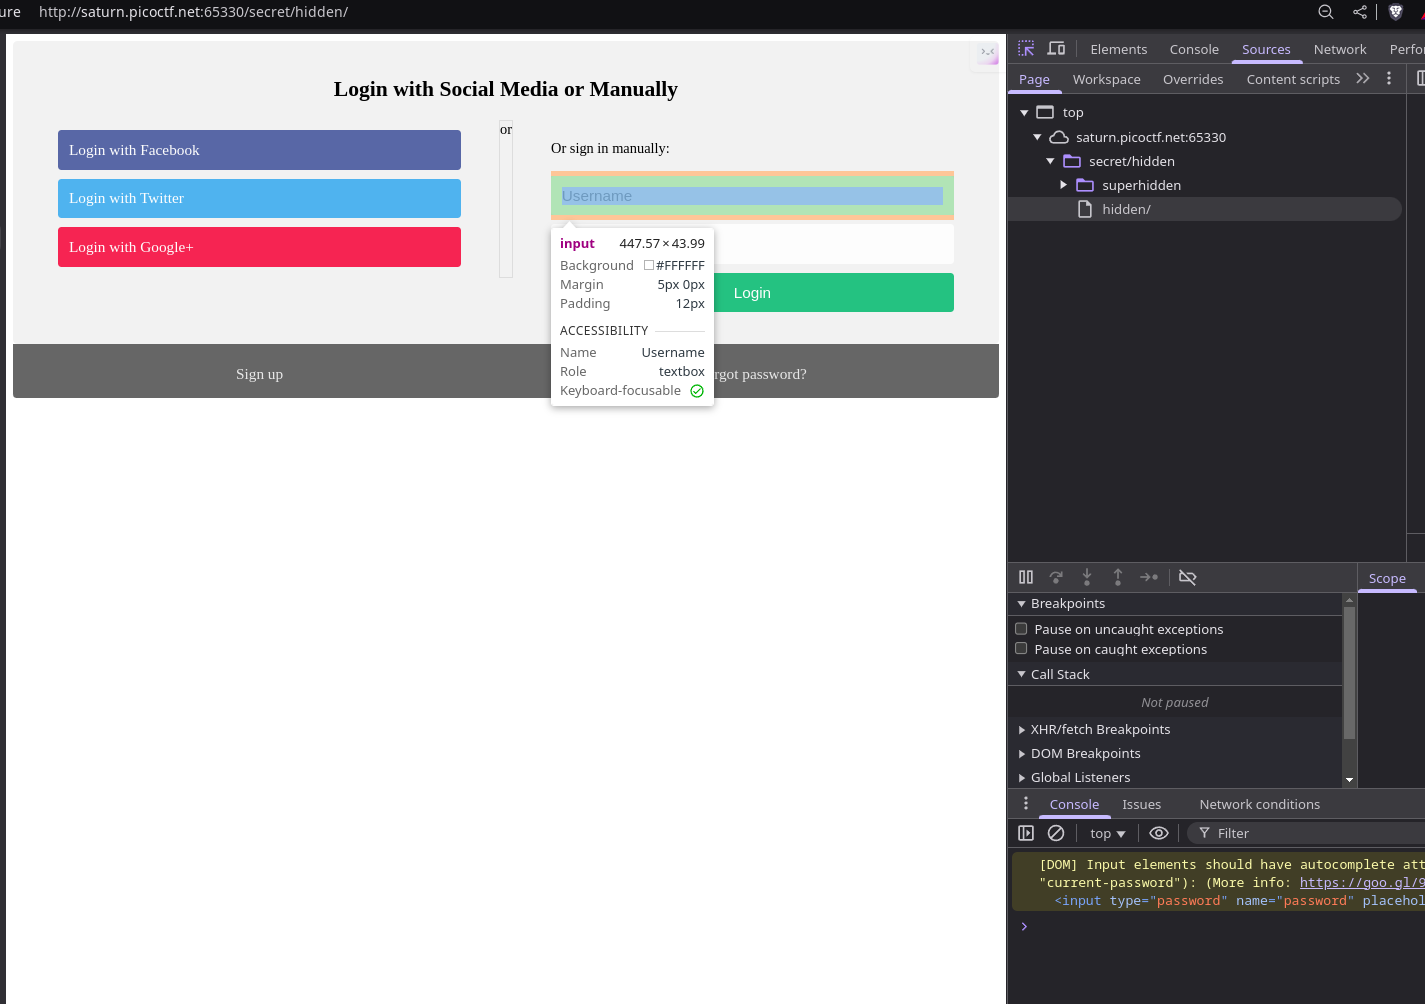 ure http://saturn.picoctf.net:65330/secret/hidden/
Login with Social Media or Manually
Login with Facebook
Login with Twitter
Login with Google+
or
Or sign in manually:
Username
input 447.57 × 43.99
Background #FFFFFF
Margin 5px 0px
Padding 12px
ACCESSIBILITY
Name Username
Role textbox
Keyboard-focusable
Login
Sign up
rgot password?
Elements Console Sources Network Perfo
Page Workspace Overrides Content scripts
top
saturn.picoctf.net:65330
secret/hidden
superhidden
hidden/
Scope
Breakpoints
Pause on uncaught exceptions
Pause on caught exceptions
Call Stack
Not paused
XHR/fetch Breakpoints
DOM Breakpoints
Global Listeners
Console Issues Network conditions
top Filter
[DOM] Input elements should have autocomplete att
"current-password"): (More info: https://goo.gl/9
<input type="password" name="password" placehol